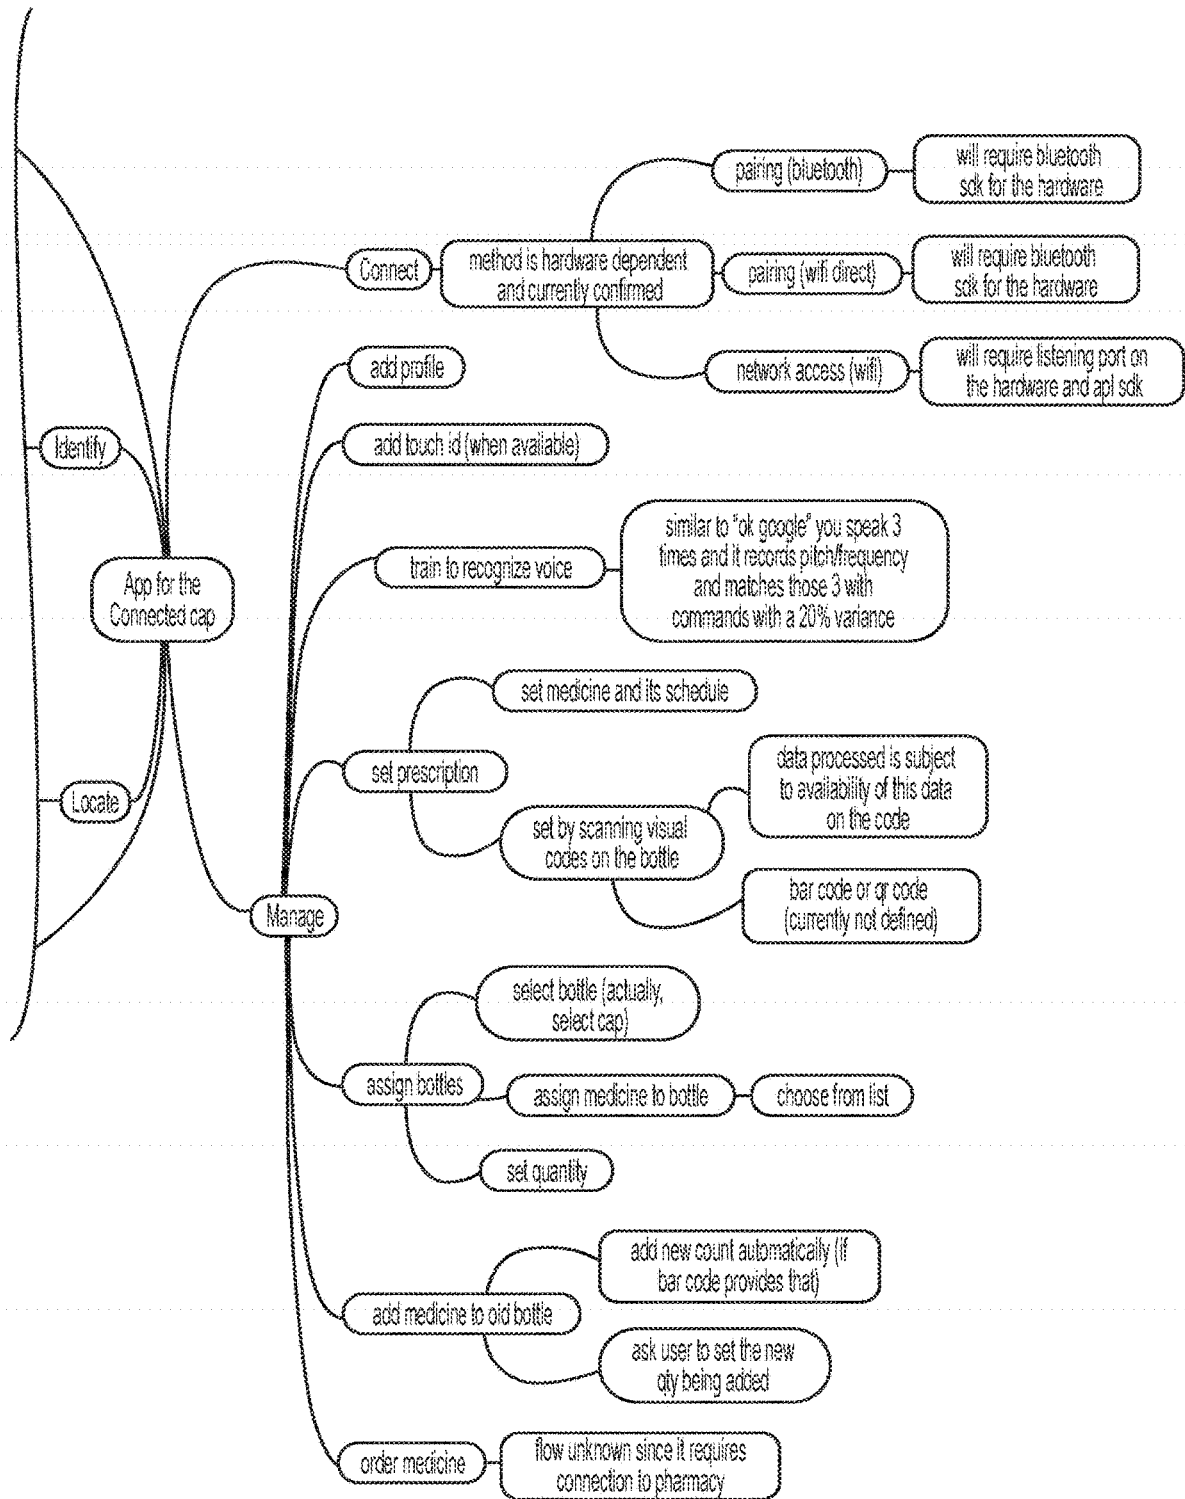 pairing (bluetooth)
will require bluetooth
sdk for the hardware
Connect
method is hardware dependent
and currently confirmed
pairing (wifi direct)
will require bluetooth
sdk for the hardware
network access (wifi)
will require listening port on
the hardware and api sdk
add profile
Identify
add touch id (when available)
App for the
Connected cap
train to recognize voice
similar to "ok google" you speak 3
times and it records pitch/frequency
and matches those 3 with
commands with a 20% variance
Locate
set prescription
set medicine and its schedule
set by scanning visual
codes on the bottle
data processed is subject
to availability of this data
on the code
bar code or qr code
(currently not defined)
Manage
assign bottles
select bottle (actually,
select cap)
assign medicine to bottle
choose from list
set quantity
add medicine to old bottle
add new count automatically (if
bar code provides that)
ask user to set the new
qty being added
order medicine
flow unknown since it requires
connection to pharmacy